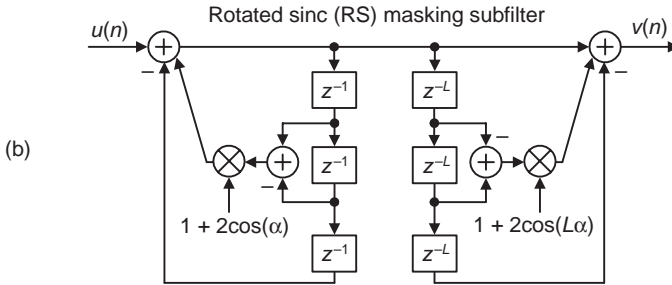 Rotated sinc (RS) masking subfilter
u(n) + + v(n)
− −
z⁻¹ z⁻ᴸ
(b)
−
+ z⁻¹ z⁻ᴸ +
−
1 + 2cos(α) 1 + 2cos(Lα)
z⁻¹ z⁻ᴸ